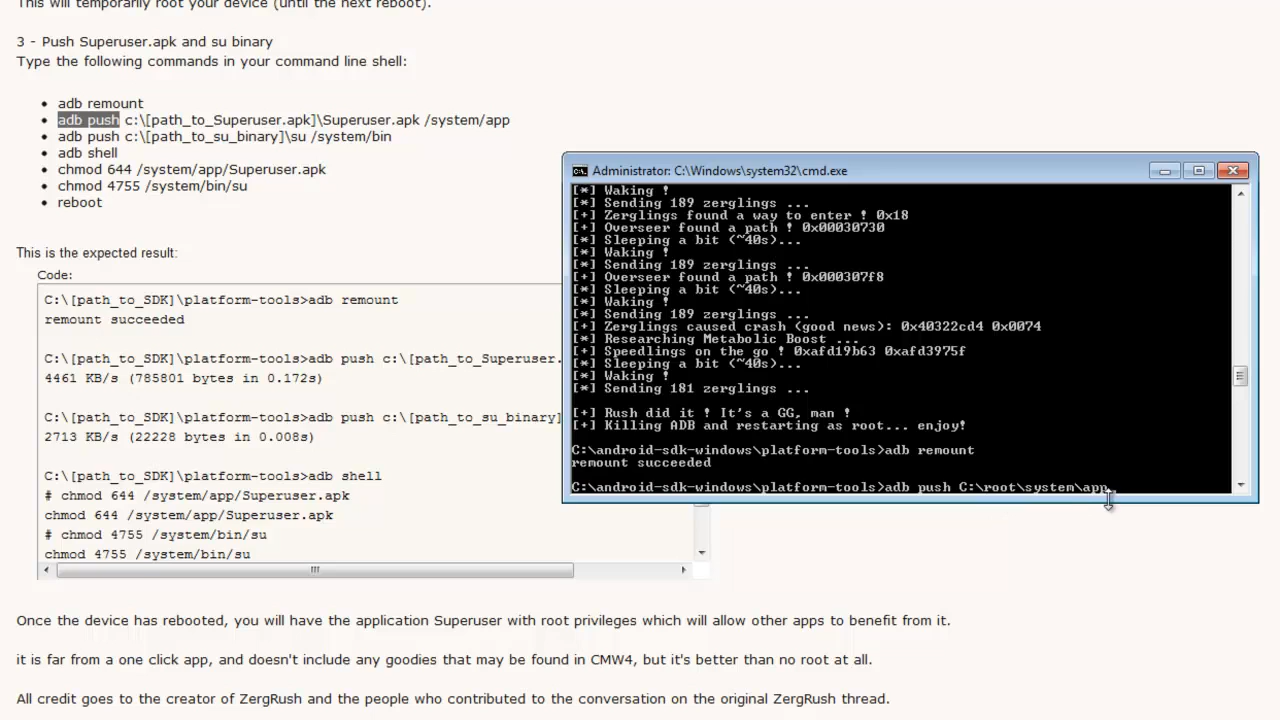 This will temporarily root your device (until the next reboot).
3 - Push Superuser.apk and su binary
Type the following commands in your command line shell:
adb remount
adb push c:\[path_to_Superuser.apk]\Superuser.apk /system/app
adb push c:\[path_to_su_binary]\su /system/bin
adb shell
chmod 644 /system/app/Superuser.apk
chmod 4755 /system/bin/su
reboot
This is the expected result:
Code:
C:\[path_to_SDK]\platform-tools>adb remount
remount succeeded
C:\[path_to_SDK]\platform-tools>adb push c:\[path_to_Superuser.
4461 KB/s (785801 bytes in 0.172s)
C:\[path_to_SDK]\platform-tools>adb push c:\[path_to_su_binary]
2713 KB/s (22228 bytes in 0.008s)
C:\[path_to_SDK]\platform-tools>adb shell
# chmod 644 /system/app/Superuser.apk
chmod 644 /system/app/Superuser.apk
# chmod 4755 /system/bin/su
chmod 4755 /system/bin/su
Administrator: C:\Windows\system32\cmd.exe
[*] Waking !
[*] Sending 189 zerglings ...
[+] Zerglings found a way to enter ! 0x18
[+] Overseer found a path ! 0x00030730
[*] Sleeping a bit (~40s)...
[*] Waking !
[*] Sending 189 zerglings ...
[+] Overseer found a path ! 0x000307f8
[*] Sleeping a bit (~40s)...
[*] Waking !
[*] Sending 189 zerglings ...
[+] Zerglings caused crash (good news): 0x40322cd4 0x0074
[*] Researching Metabolic Boost ...
[+] Speedlings on the go ! 0xafd19b63 0xafd3975f
[*] Sleeping a bit (~40s)...
[*] Waking !
[*] Sending 181 zerglings ...
[+] Rush did it ! It's a GG, man !
[+] Killing ADB and restarting as root... enjoy!
C:\android-sdk-windows\platform-tools>adb remount
remount succeeded
C:\android-sdk-windows\platform-tools>adb push C:\root\system\app
Once the device has rebooted, you will have the application Superuser with root privileges which will allow other apps to benefit from it.
it is far from a one click app, and doesn't include any goodies that may be found in CMW4, but it's better than no root at all.
All credit goes to the creator of ZergRush and the people who contributed to the conversation on the original ZergRush thread.